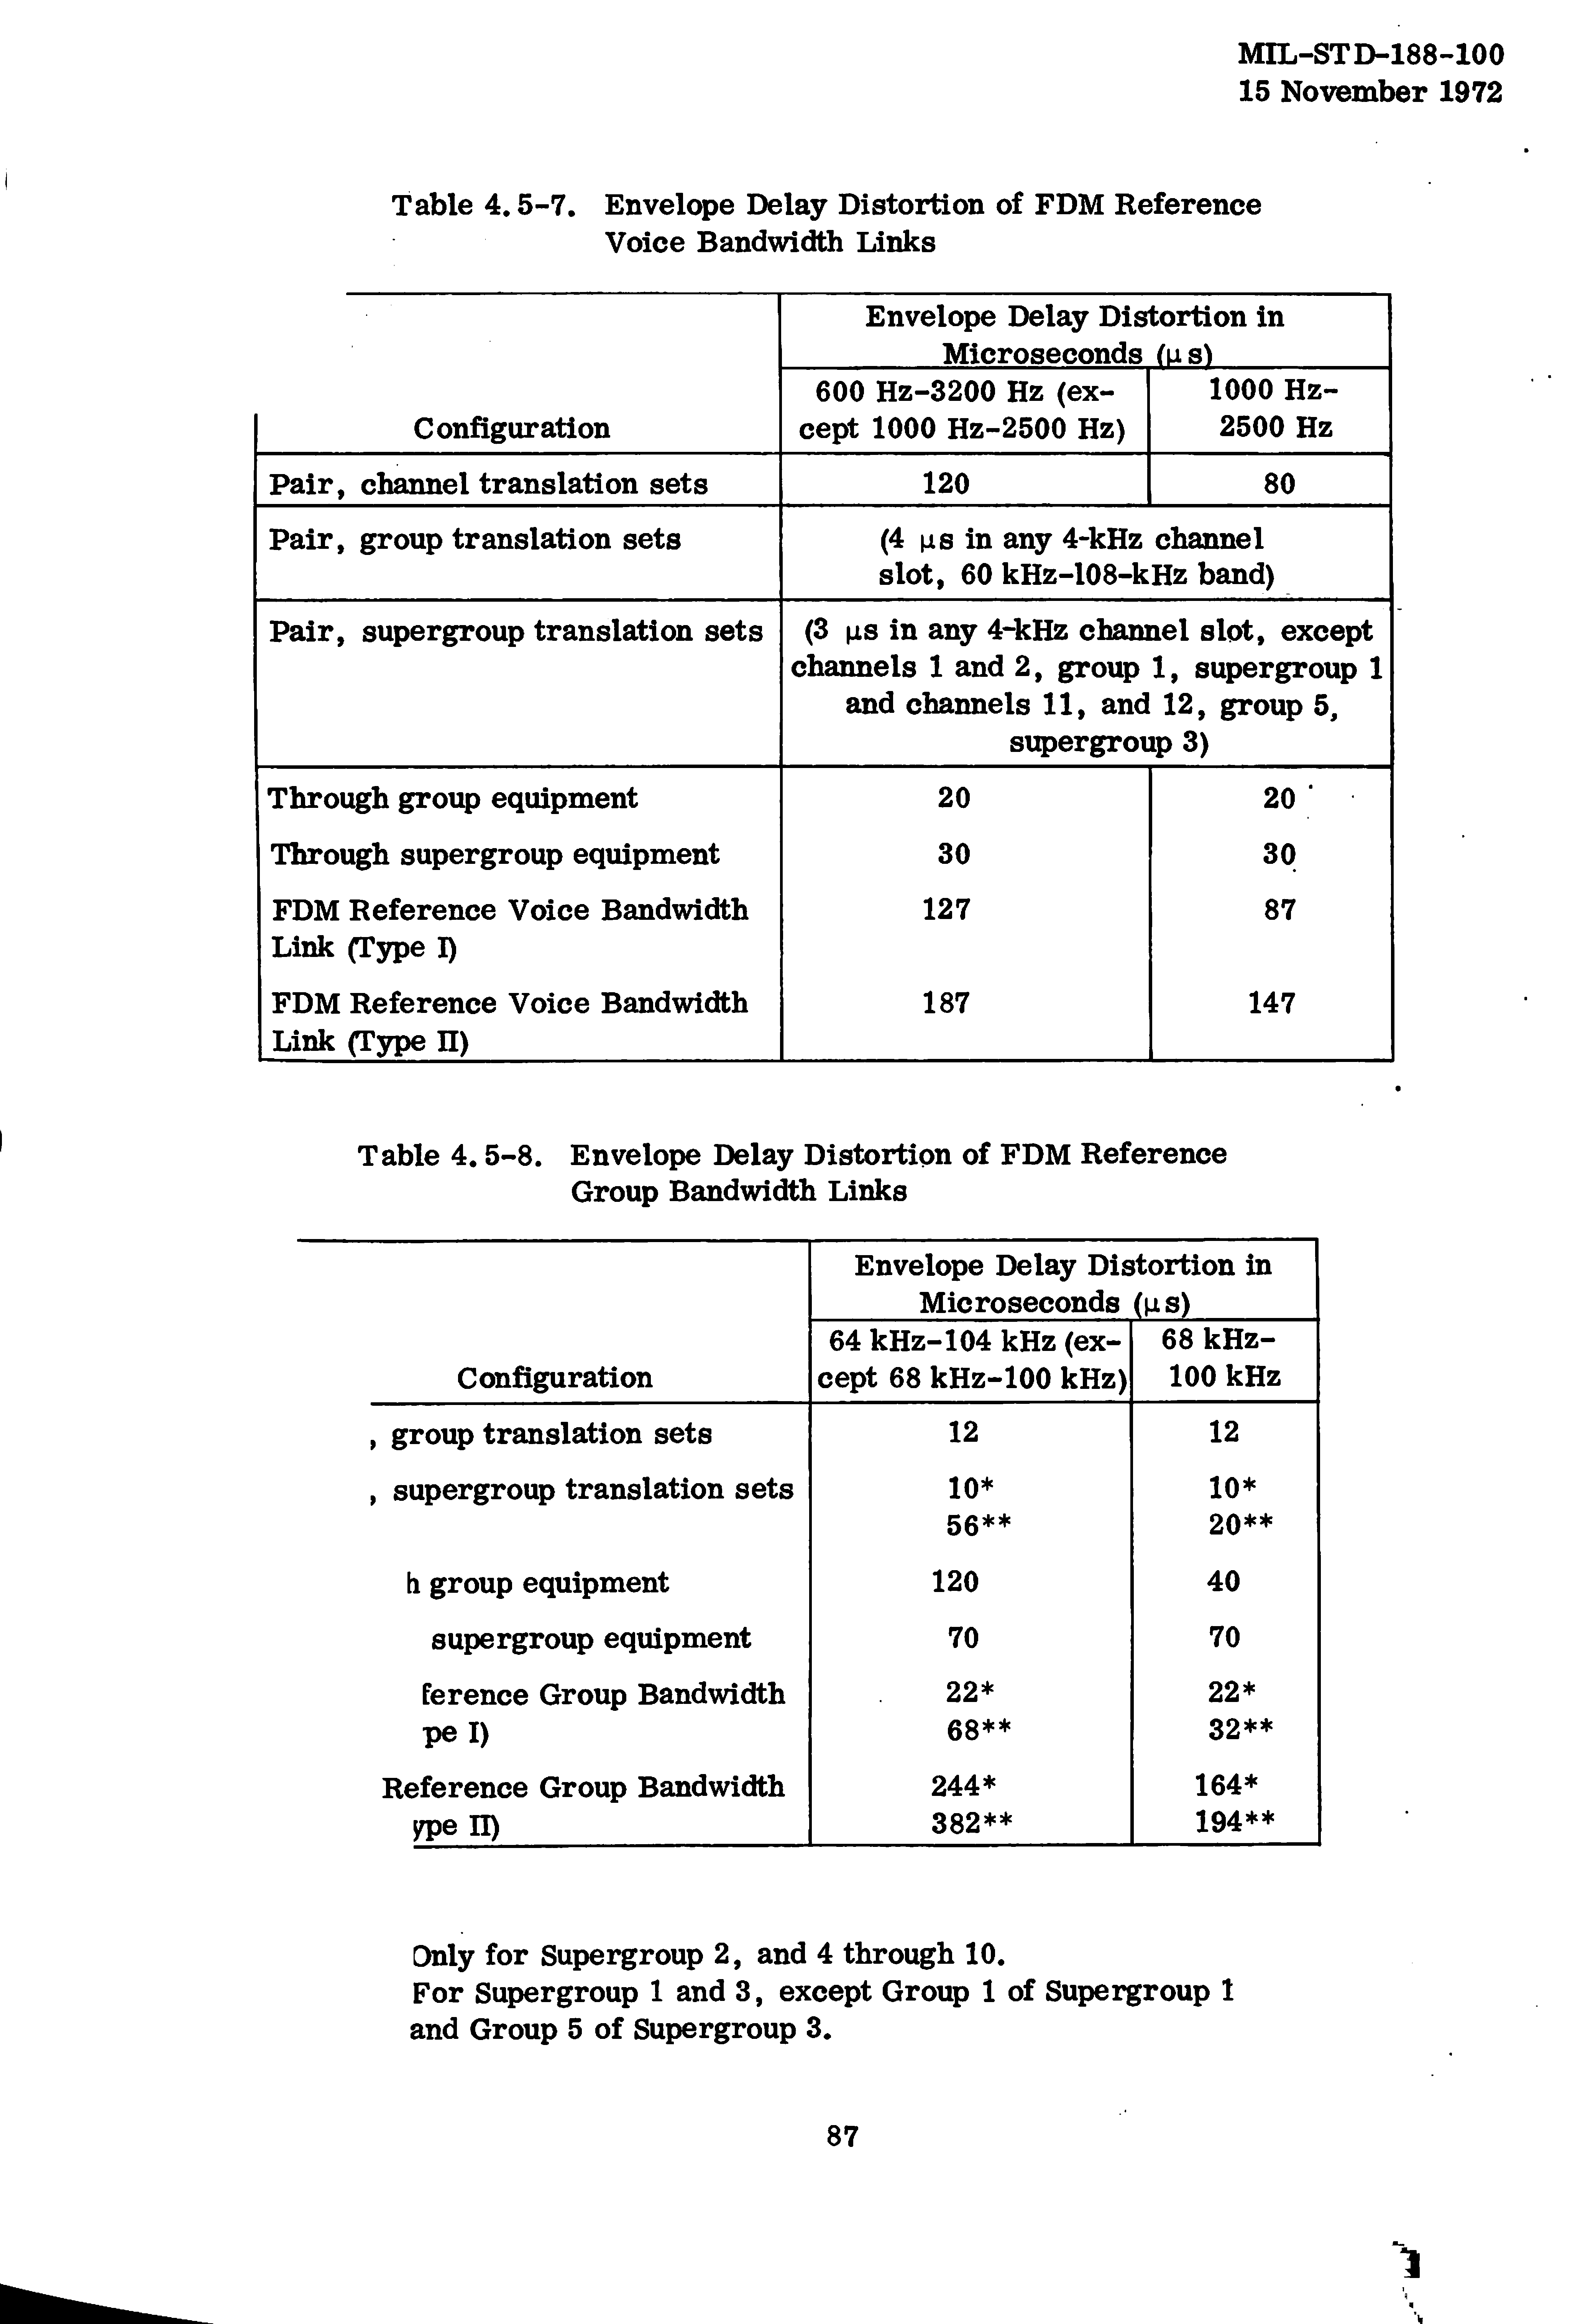 MIL-STD-188-100
15 November 1972
Table 4.5-7. Envelope Delay Distortion of FDM Reference
Voice Bandwidth Links
Envelope Delay Distortion in
Microseconds (µs)
600 Hz-3200 Hz (ex- 1000 Hz-
Configuration cept 1000 Hz-2500 Hz) 2500 Hz
Pair, channel translation sets 120 80
Pair, group translation sets (4 µs in any 4-kHz channel
slot, 60 kHz-108-kHz band)
Pair, supergroup translation sets (3 µs in any 4-kHz channel slot, except
channels 1 and 2, group 1, supergroup 1
and channels 11, and 12, group 5,
supergroup 3)
Through group equipment 20 20
Through supergroup equipment 30 30
FDM Reference Voice Bandwidth 127 87
Link (Type I)
FDM Reference Voice Bandwidth 187 147
Link (Type II)
Table 4.5-8. Envelope Delay Distortion of FDM Reference
Group Bandwidth Links
Envelope Delay Distortion in
Microseconds (µs)
64 kHz-104 kHz (ex- 68 kHz-
Configuration cept 68 kHz-100 kHz) 100 kHz
, group translation sets 12 12
, supergroup translation sets 10* 10*
56** 20**
h group equipment 120 40
supergroup equipment 70 70
ference Group Bandwidth 22* 22*
pe I) 68** 32**
Reference Group Bandwidth 244* 164*
ype II) 382** 194**
Only for Supergroup 2, and 4 through 10.
For Supergroup 1 and 3, except Group 1 of Supergroup 1
and Group 5 of Supergroup 3.
87